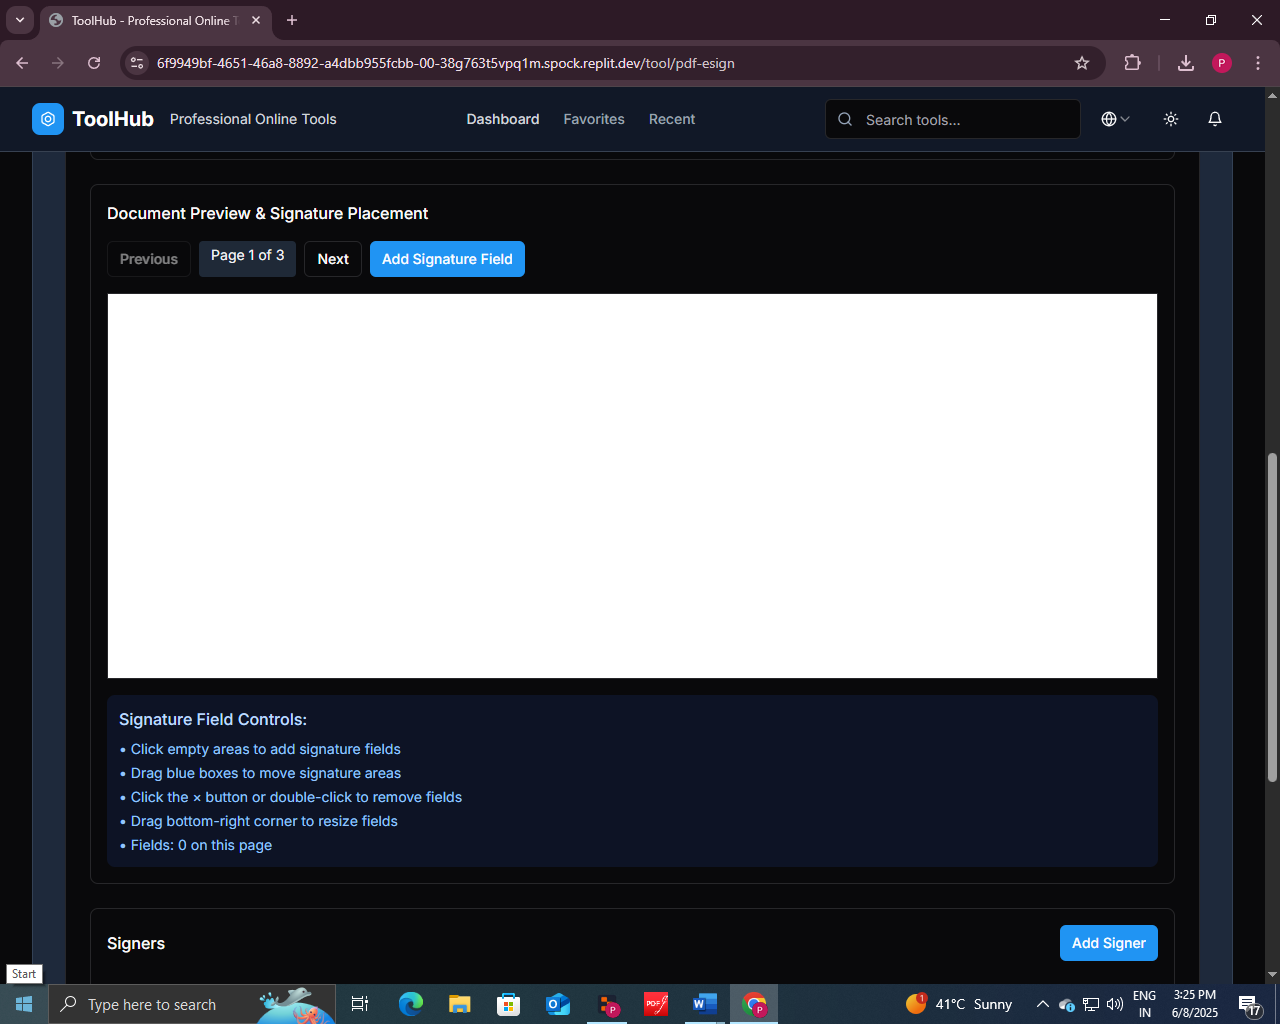 ToolHub - Professional Online T
6f9949bf-4651-46a8-8892-a4dbb955fcbb-00-38g763t5vpq1m.spock.replit.dev/tool/pdf-esign
P
ToolHub Professional Online Tools Dashboard Favorites Recent Search tools...
Document Preview & Signature Placement
Previous Page 1 of 3 Next Add Signature Field
Signature Field Controls:
• Click empty areas to add signature fields
• Drag blue boxes to move signature areas
• Click the × button or double-click to remove fields
• Drag bottom-right corner to resize fields
• Fields: 0 on this page
Signers Add Signer
Start
Type here to search P PDF W P 1 41°C Sunny ENG 3:25 PM
IN 6/8/2025 17